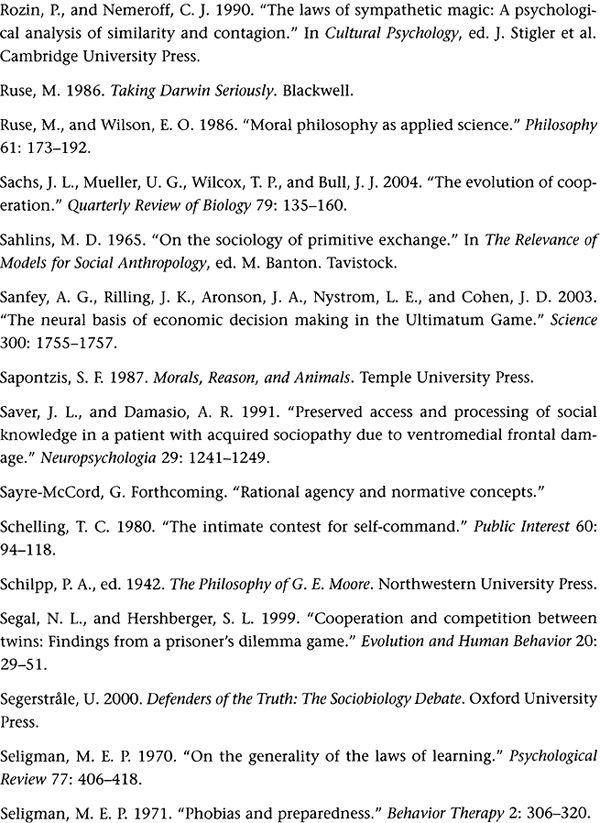 Rozin, P., and Nemeroff, C. J. 1990. “The laws of sympathetic magic: A psychologi-
cal analysis of similarity and contagion.” In Cultural Psychology, ed. J. Stigler et al.
Cambridge University Press.
Ruse, M. 1986. Taking Darwin Seriously. Blackwell.
Ruse, M., and Wilson, E. O. 1986. “Moral philosophy as applied science.” Philosophy
61: 173–192.
Sachs, J. L., Mueller, U. G., Wilcox, T. P., and Bull, J. J. 2004. “The evolution of coop-
eration.” Quarterly Review of Biology 79: 135–160.
Sahlins, M. D. 1965. “On the sociology of primitive exchange.” In The Relevance of
Models for Social Anthropology, ed. M. Banton. Tavistock.
Sanfey, A. G., Rilling, J. K., Aronson, J. A., Nystrom, L. E., and Cohen, J. D. 2003.
“The neural basis of economic decision making in the Ultimatum Game.” Science
300: 1755–1757.
Sapontzis, S. F. 1987. Morals, Reason, and Animals. Temple University Press.
Saver, J. L., and Damasio, A. R. 1991. “Preserved access and processing of social
knowledge in a patient with acquired sociopathy due to ventromedial frontal dam-
age.” Neuropsychologia 29: 1241–1249.
Sayre-McCord, G. Forthcoming. “Rational agency and normative concepts.”
Schelling, T. C. 1980. “The intimate contest for self-command.” Public Interest 60:
94–118.
Schilpp, P. A., ed. 1942. The Philosophy of G. E. Moore. Northwestern University Press.
Segal, N. L., and Hershberger, S. L. 1999. “Cooperation and competition between
twins: Findings from a prisoner’s dilemma game.” Evolution and Human Behavior 20:
29–51.
Segerstråle, U. 2000. Defenders of the Truth: The Sociobiology Debate. Oxford University
Press.
Seligman, M. E. P. 1970. “On the generality of the laws of learning.” Psychological
Review 77: 406–418.
Seligman, M. E. P. 1971. “Phobias and preparedness.” Behavior Therapy 2: 306–320.